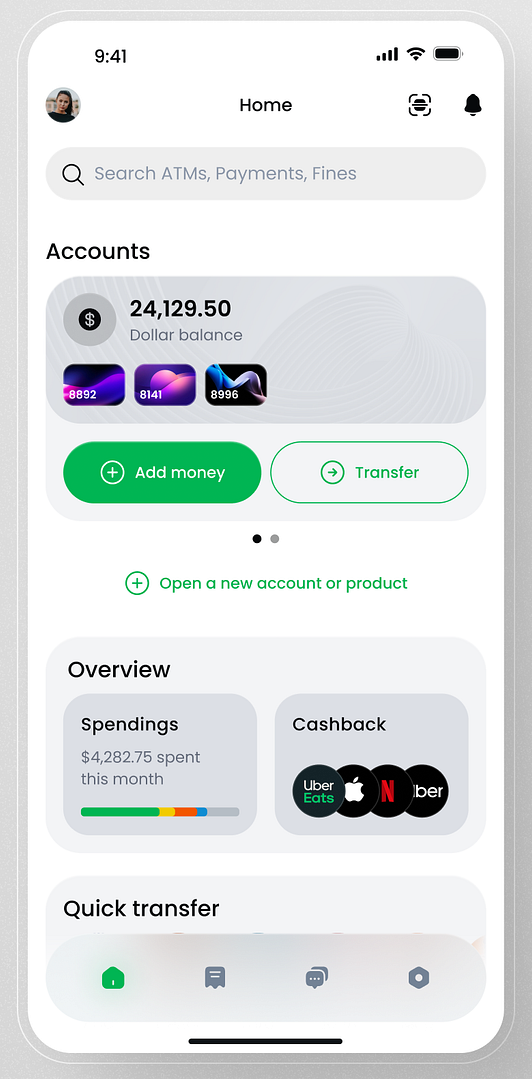 9:41
Home
Search ATMs, Payments, Fines
Accounts
$
24,129.50
Dollar balance
8892
8141
8996
Add money
Transfer
Open a new account or product
Overview
Spendings
$4,282.75 spent
this month
Cashback
Uber
Eats
N
ber
Quick transfer